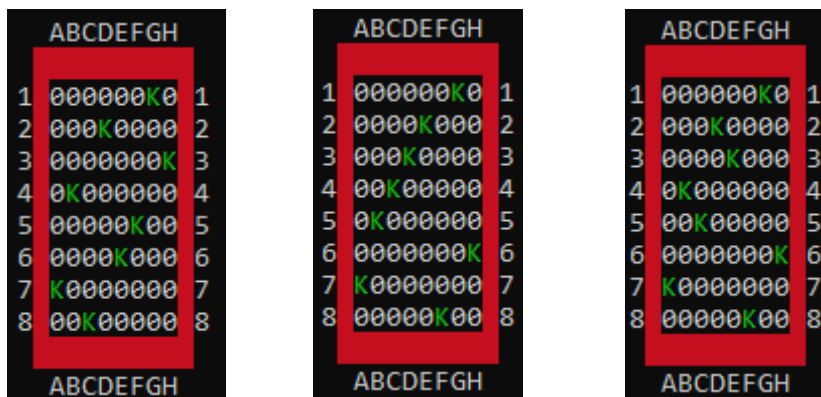 ABCDEFGH
1 000000K0 1
2 000K0000 2
3 0000000K 3
4 0K000000 4
5 00000K00 5
6 0000K000 6
7 K0000000 7
8 00K00000 8
ABCDEFGH
ABCDEFGH
1 000000K0 1
2 0000K000 2
3 000K0000 3
4 00K00000 4
5 0K000000 5
6 0000000K 6
7 K0000000 7
8 00000K00 8
ABCDEFGH
ABCDEFGH
1 000000K0 1
2 000K0000 2
3 0000K000 3
4 0K000000 4
5 00K00000 5
6 0000000K 6
7 K0000000 7
8 00000K00 8
ABCDEFGH